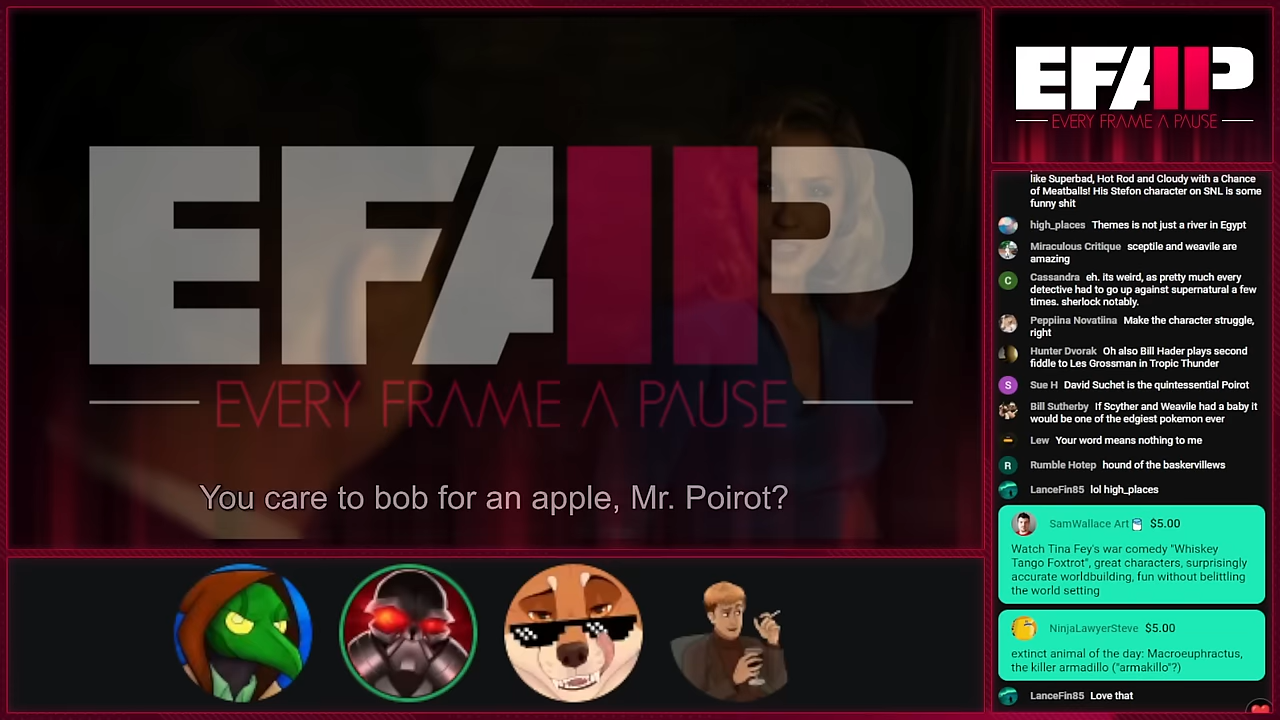 EFAP
EVERY FRAME A PAUSE
You care to bob for an apple, Mr. Poirot?
EFAP
EVERY FRAME A PAUSE
like Superbad, Hot Rod and Cloudy with a Chance
of Meatballs! His Stefon character on SNL is some
funny shit
high_places Themes is not just a river in Egypt
Miraculous Critique sceptile and weavile are
amazing
C
Cassandra eh. its weird, as pretty much every
detective had to go up against supernatural a few
times. sherlock notably.
Peppiina Novatiina Make the character struggle,
right
Hunter Dvorak Oh also Bill Hader plays second
fiddle to Les Grossman in Tropic Thunder
S
Sue H David Suchet is the quintessential Poirot
Bill Sutherby If Scyther and Weavile had a baby it
would be one of the edgiest pokemon ever
Lew Your word means nothing to me
R
Rumble Hotep hound of the baskervillews
LanceFin85 lol high_places
SamWallace Art $5.00
Watch Tina Fey's war comedy "Whiskey
Tango Foxtrot", great characters, surprisingly
accurate worldbuilding, fun without belittling
the world setting
NinjaLawyerSteve $5.00
extinct animal of the day: Macroeuphractus,
the killer armadillo ("armakillo"?)
LanceFin85 Love that